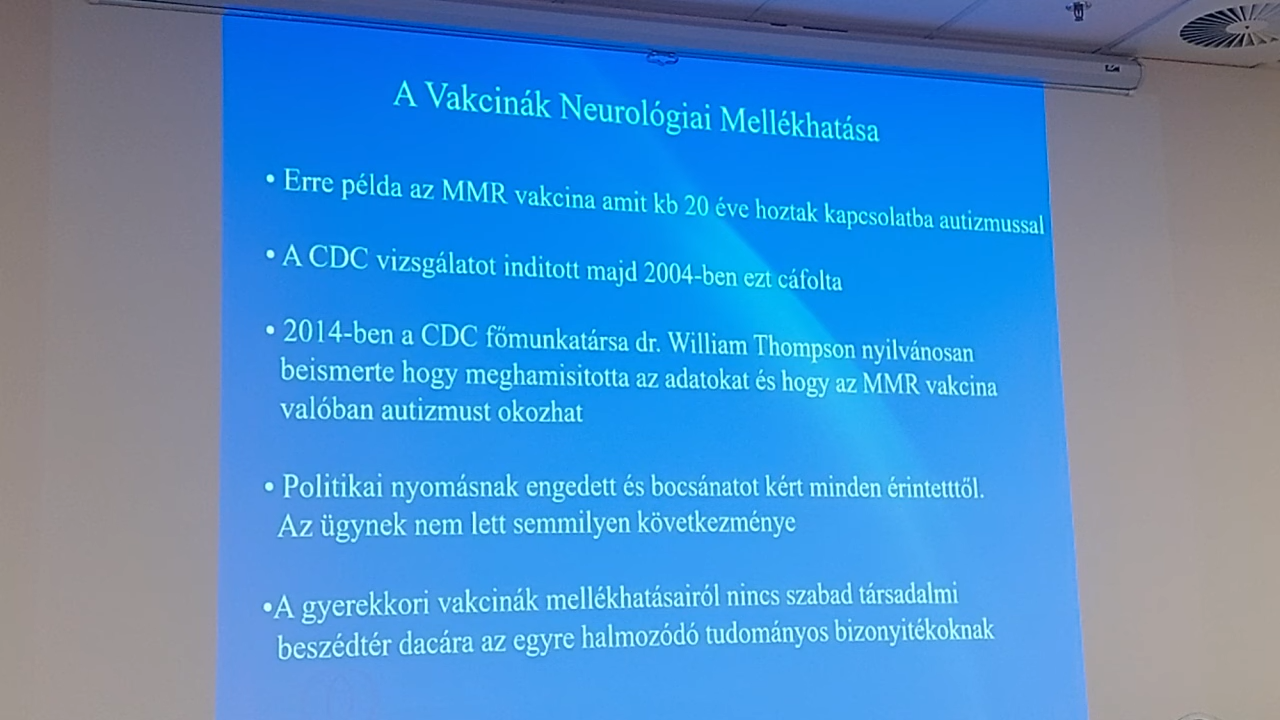 A Vakcinák Neurológiai Mellékhatása
• Erre példa az MMR vakcina amit kb 20 éve hoztak kapcsolatba autizmussal
• A CDC vizsgálatot inditott majd 2004-ben ezt cáfolta
• 2014-ben a CDC főmunkatársa dr. William Thompson nyilvánosan
beismerte hogy meghamisitotta az adatokat és hogy az MMR vakcina
valóban autizmust okozhat
• Politikai nyomásnak engedett és bocsánatot kért minden érintetttől.
Az ügynek nem lett semmilyen következménye
•A gyerekkori vakcinák mellékhatásairól nincs szabad társadalmi
beszédtér dacára az egyre halmozódó tudományos bizonyitékoknak